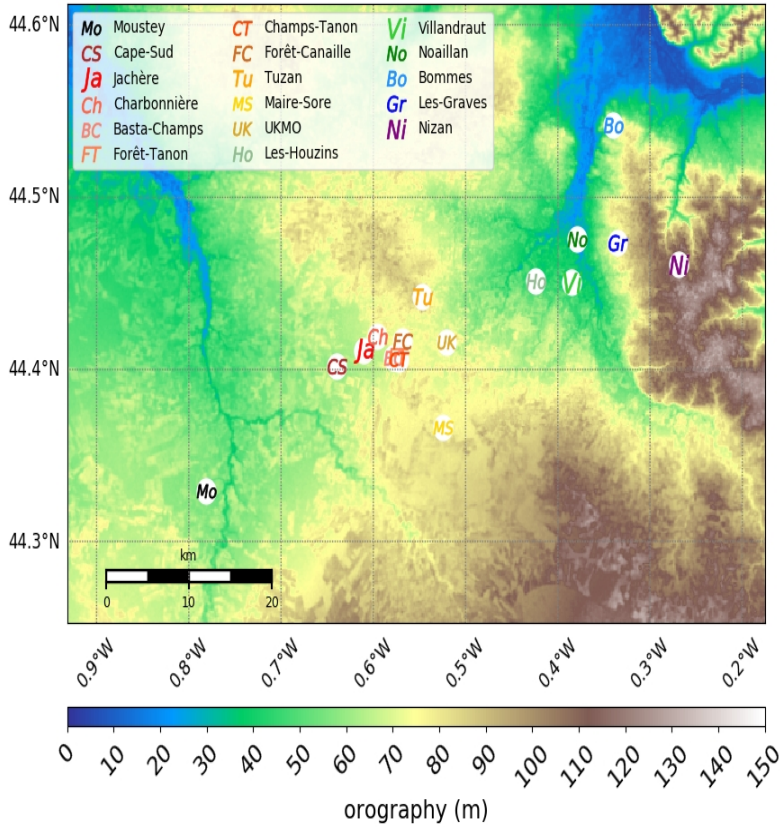 44.6°N
Mo Moustey CT Champs-Tanon Vi Villandraut
CS Cape-Sud FC Forêt-Canaille No Noaillan
Ja Jachère Tu Tuzan Bo Bommes
Ch Charbonnière MS Maire-Sore Gr Les-Graves
BC Basta-Champs UK UKMO Ni Nizan
FT Forêt-Tanon Ho Les-Houzins
Bo
44.5°N
No Gr
Ni
Ho Vi
Tu
Ch FC UK
Ja
CT
44.4°N CS
MS
Mo
44.3°N
km
0 10 20
0.9°W 0.8°W 0.7°W 0.6°W 0.5°W 0.4°W 0.3°W 0.2°W
0 10 20 30 40 50 60 70 80 90 100 110 120 130 140 150
orography (m)